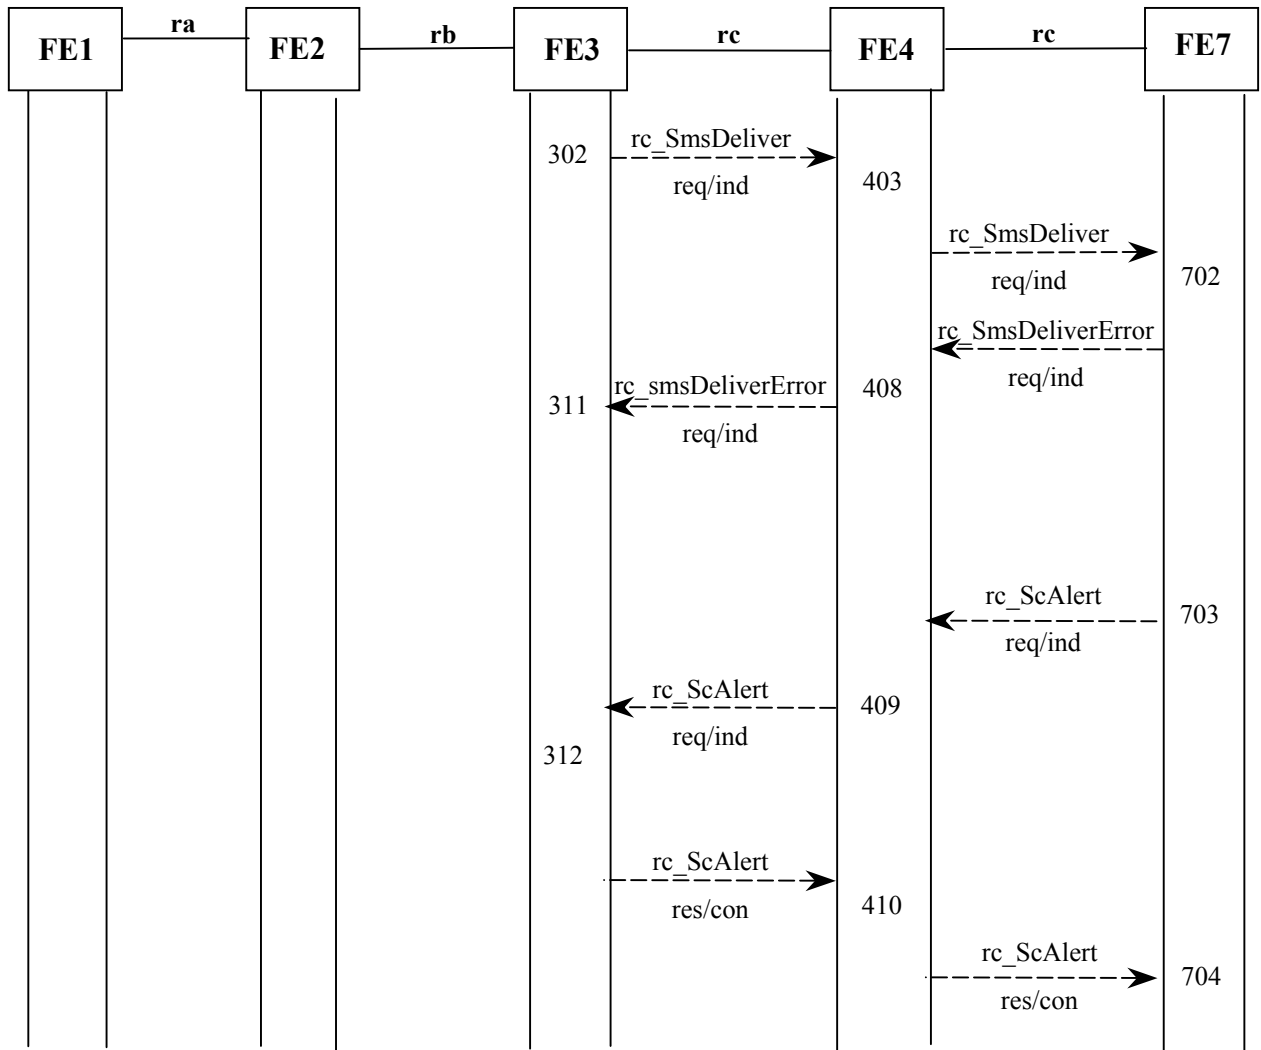 ra
rb
rc
rc
FE1
FE2
FE3
FE4
FE7
rc_SmsDeliver
302
req/ind
403
rc_SmsDeliver
req/ind
702
rc_SmsDeliverError
req/ind
rc_smsDeliverError
408
311
req/ind
rc_ScAlert
703
req/ind
rc_ScAlert
409
req/ind
312
rc_ScAlert
res/con
410
rc_ScAlert
704
res/con